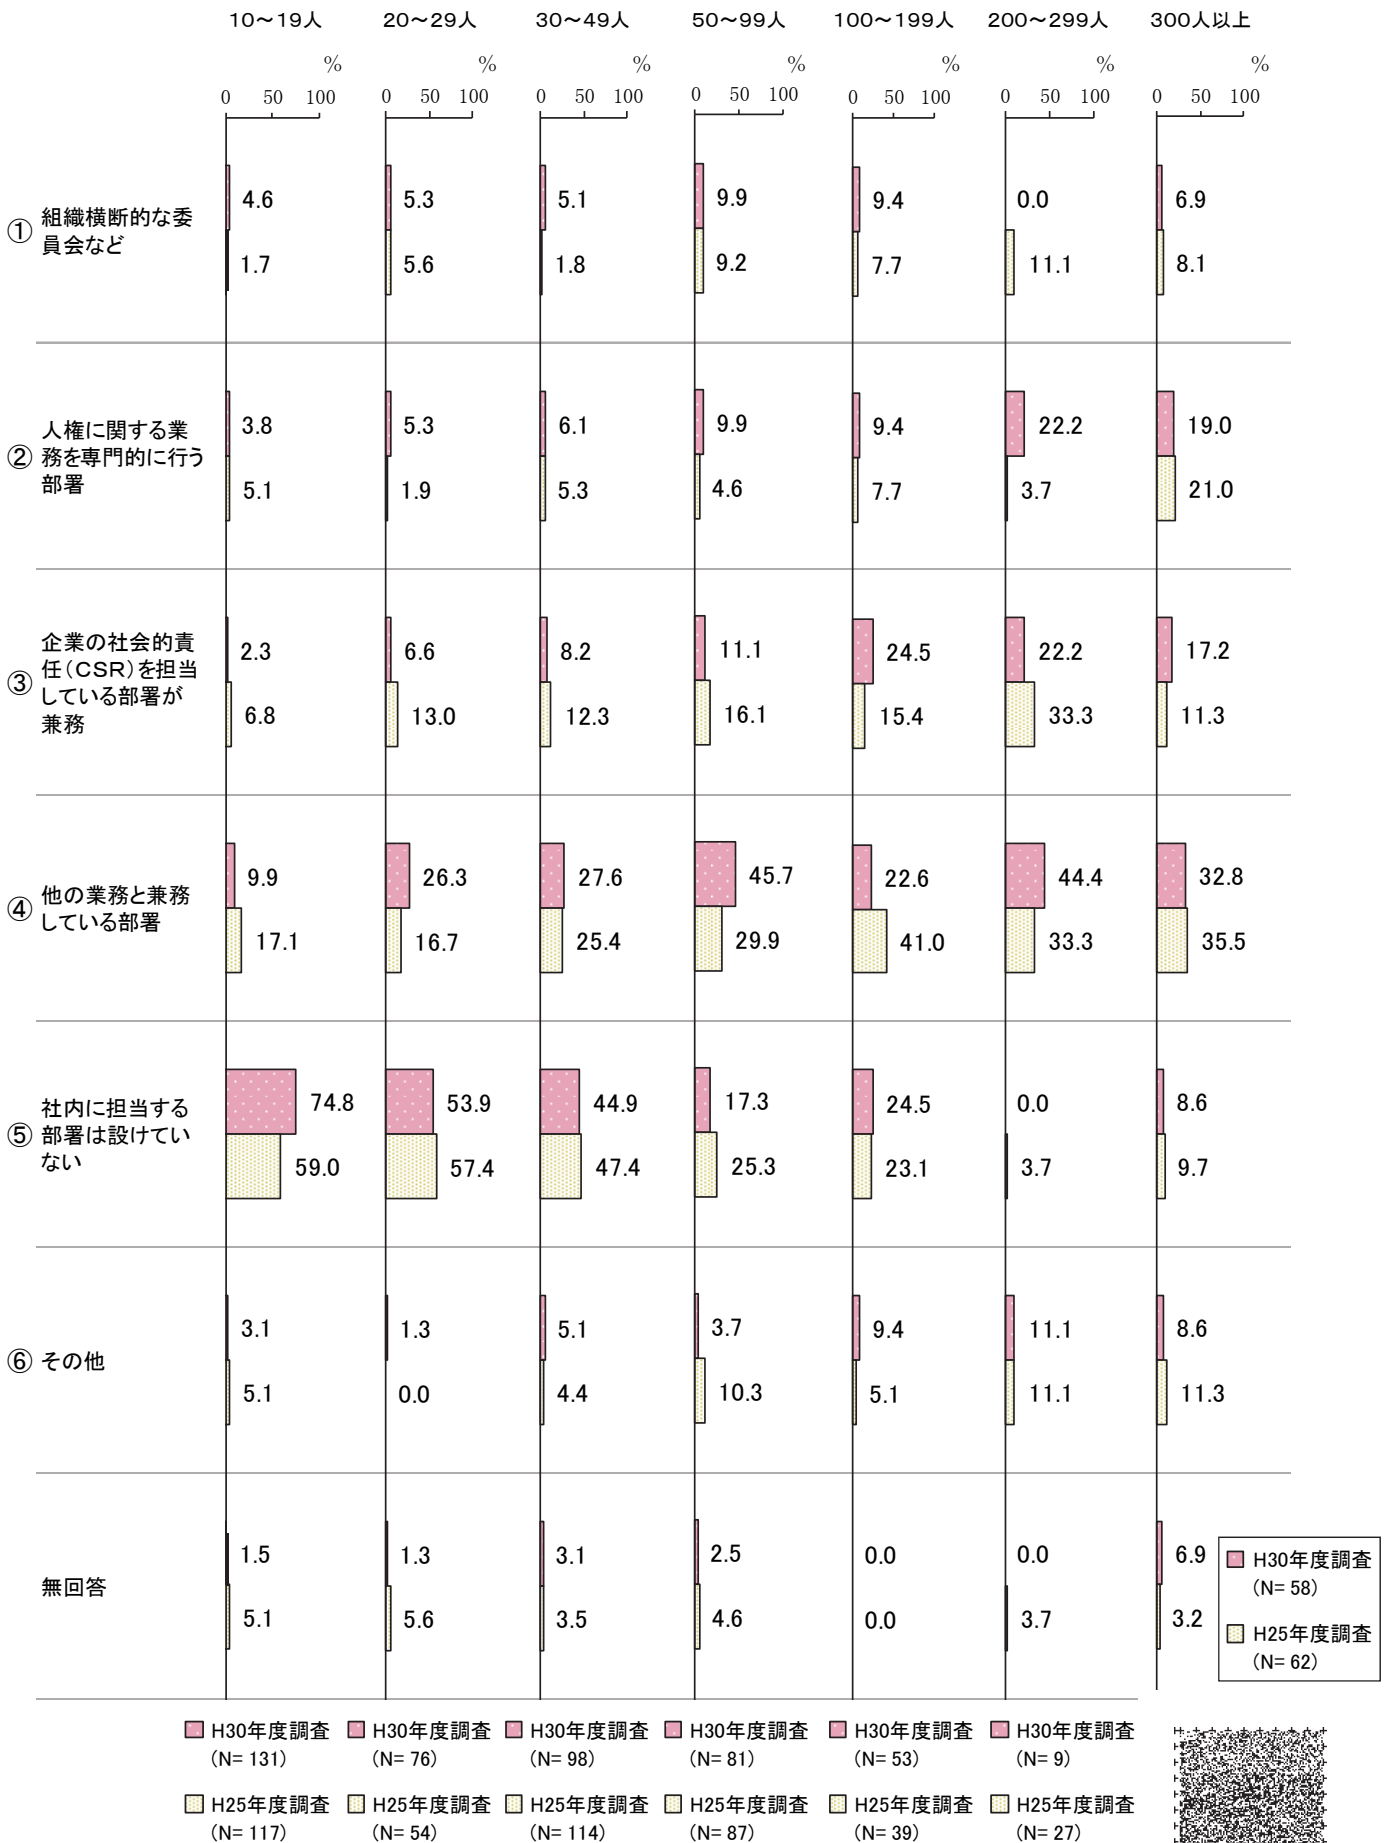 10～19人 20～29人 30～49人 50～99人 100～199人 200～299人 300人以上
% % % % % % %
0 50 100 0 50 100 0 50 100 0 50 100 0 50 100 0 50 100 0 50 100
① 組織横断的な委
員会など
4.6 5.3 5.1 9.9 9.4 0.0 6.9
1.7 5.6 1.8 9.2 7.7 11.1 8.1
② 人権に関する業
務を専門的に行う
部署
3.8 5.3 6.1 9.9 9.4 22.2 19.0
5.1 1.9 5.3 4.6 7.7 3.7 21.0
③ 企業の社会的責
任（CSR）を担当
している部署が
兼務
2.3 6.6 8.2 11.1 24.5 22.2 17.2
6.8 13.0 12.3 16.1 15.4 33.3 11.3
④ 他の業務と兼務
している部署
9.9 26.3 27.6 45.7 22.6 44.4 32.8
17.1 16.7 25.4 29.9 41.0 33.3 35.5
⑤ 社内に担当する
部署は設けてい
ない
74.8 53.9 44.9 17.3 24.5 0.0 8.6
59.0 57.4 47.4 25.3 23.1 3.7 9.7
⑥ その他
3.1 1.3 5.1 3.7 9.4 11.1 8.6
5.1 0.0 4.4 10.3 5.1 11.1 11.3
無回答
1.5 1.3 3.1 2.5 0.0 0.0 6.9
5.1 5.6 3.5 4.6 0.0 3.7 3.2
H30年度調査
（N= 58）
H25年度調査
（N= 62）
H30年度調査 H30年度調査 H30年度調査 H30年度調査 H30年度調査 H30年度調査
（N= 131） （N= 76） （N= 98） （N= 81） （N= 53） （N= 9）
H25年度調査 H25年度調査 H25年度調査 H25年度調査 H25年度調査 H25年度調査
（N= 117） （N= 54） （N= 114） （N= 87） （N= 39） （N= 27）